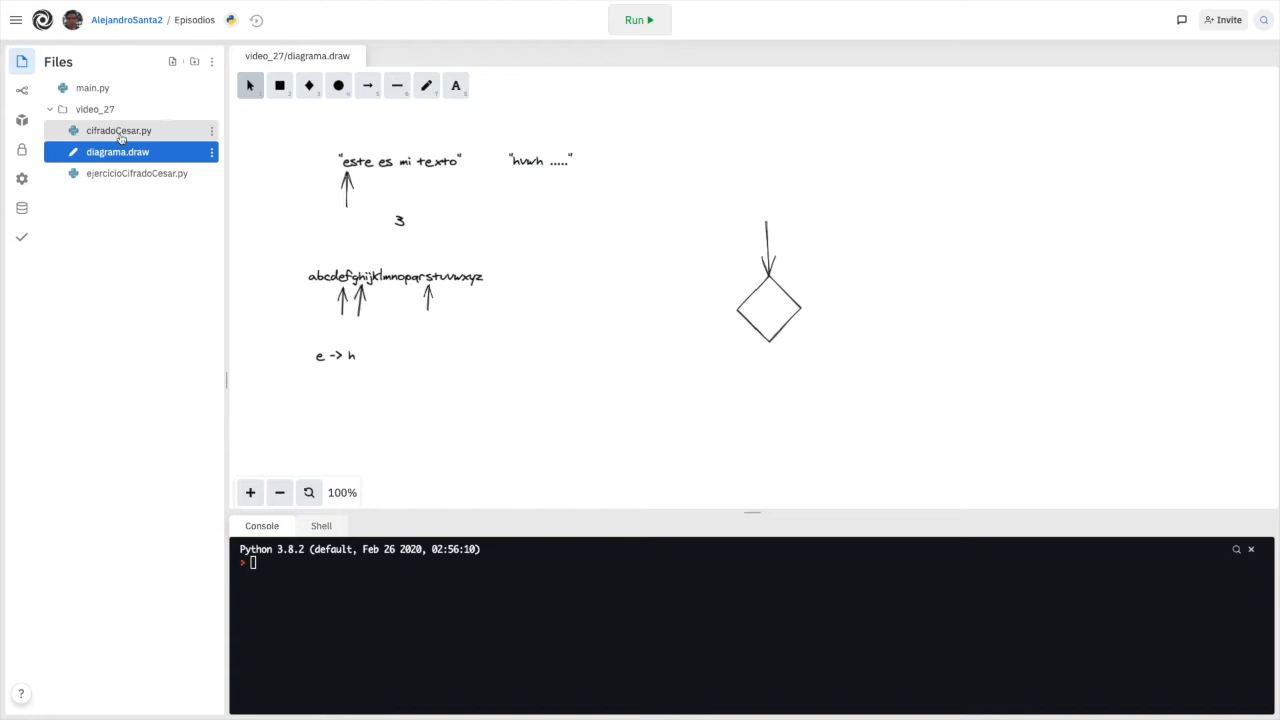 AlejandroSanta2 / Episodios
Run
Invite
Files
main.py
video_27
cifradoCesar.py
diagrama.draw
ejercicioCifradoCesar.py
video_27/diagrama.draw
A
"este es mi texto" "hvwh ....."
3
abcdefghijklmnopqrstuvwxyz
e -> h
100%
Console Shell
Python 3.8.2 (default, Feb 26 2020, 02:56:10)
?